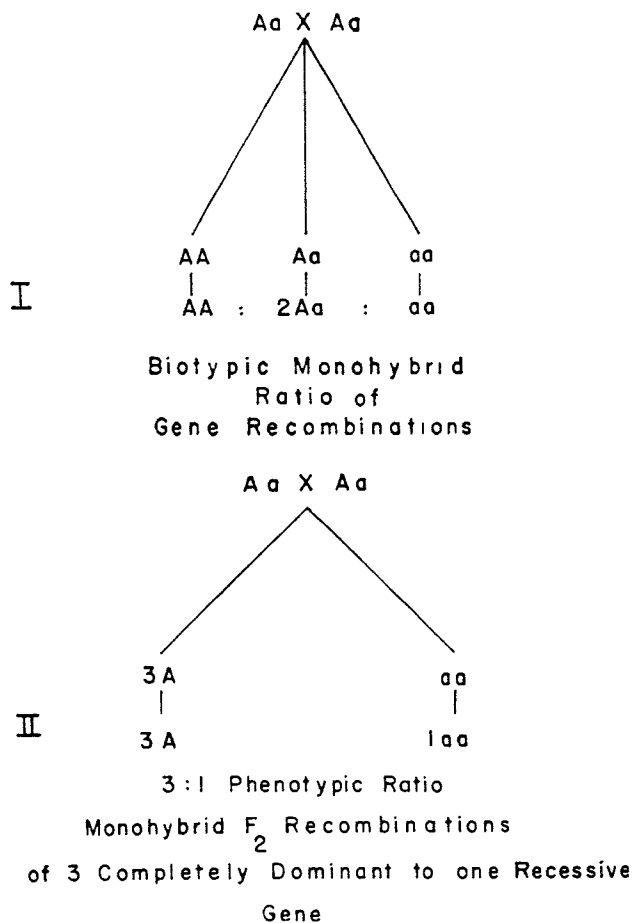 Aa X Aa
AA Aa aa
I
AA : 2Aa : aa
Biotypic Monohybrid
Ratio of
Gene Recombinations
Aa X Aa
3A aa
II
3A 1aa
3:1 Phenotypic Ratio
Monohybrid F2 Recombinations
of 3 Completely Dominant to one Recessive
Gene